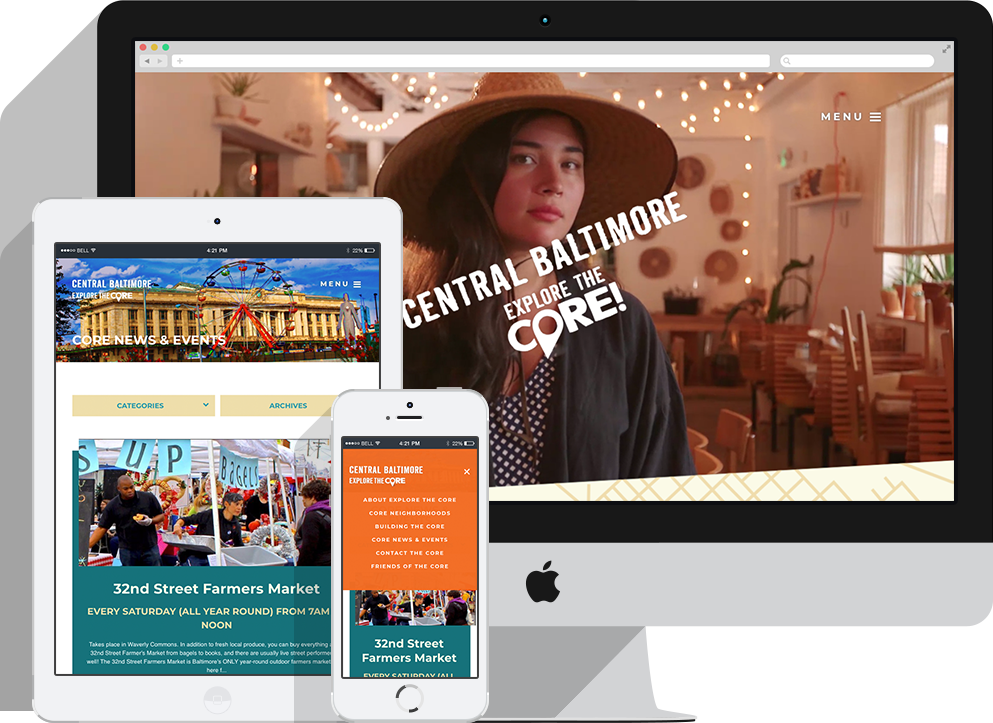 MENU
CENTRAL BALTIMORE
EXPLORE THE
CORE!
BELL
4:21 PM
22%
CENTRAL BALTIMORE
EXPLORE THE CORE
MENU
CORE NEWS & EVENTS
CATEGORIES
ARCHIVES
S U P
BAGELS
32nd Street Farmers Market
EVERY SATURDAY (ALL YEAR ROUND) FROM 7AM
NOON
Takes place in Waverly Commons. In addition to fresh local produce, you can buy everything
32nd Street Farmer's Market from bagels to books, and there are usually live street performe
well! The 32nd Street Farmers Market is Baltimore's ONLY year-round outdoor farmers marke
here t...
BELL
4:21 PM
22%
CENTRAL BALTIMORE
EXPLORE THE CORE
ABOUT EXPLORE THE CORE
CORE NEIGHBORHOODS
BUILDING THE CORE
CORE NEWS & EVENTS
CONTACT THE CORE
FRIENDS OF THE CORE
32nd Street
Farmers Market
EVERY SATURDAY (ALL